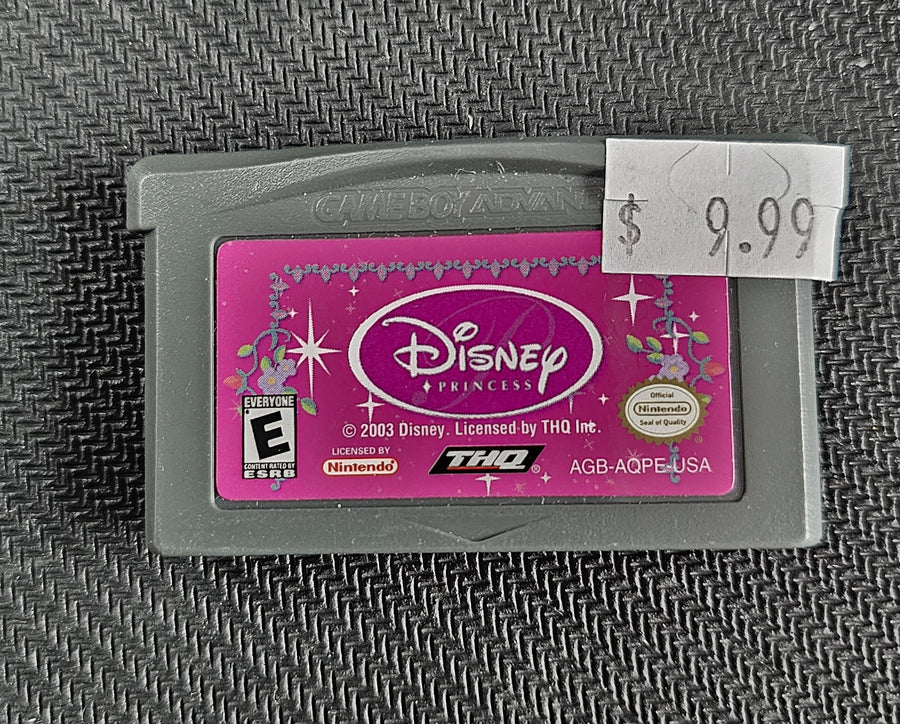 GAME BOY ADVAN
$ 9.99
Disney
PRINCESS
© 2003 Disney. Licensed by THQ Inc.
EVERYONE
E
CONTENT RATED BY
ESRB
LICENSED BY
Nintendo
THQ
Official
Nintendo
Seal of Quality
AGB-AQPE-USA